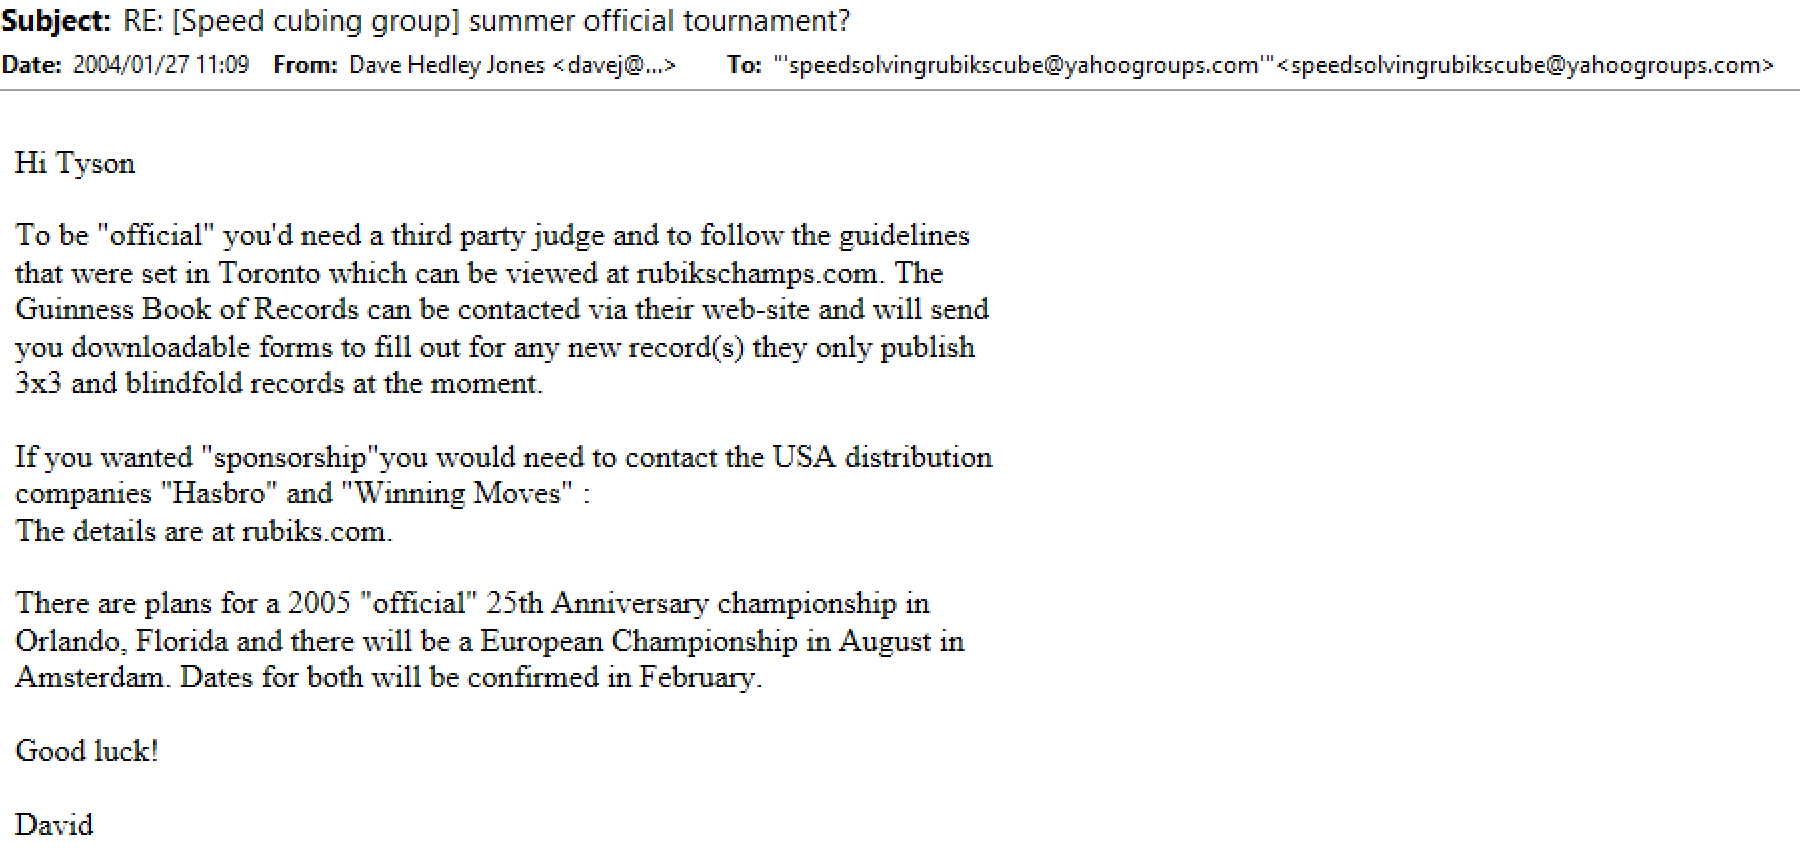 Subject: RE: [Speed cubing group] summer official tournament?
Date: 2004/01/27 11:09 From: Dave Hedley Jones <davej@...> To: "'speedsolvingrubikscube@yahoogroups.com'"<speedsolvingrubikscube@yahoogroups.com>
Hi Tyson
To be "official" you'd need a third party judge and to follow the guidelines
that were set in Toronto which can be viewed at rubikschamps.com. The
Guinness Book of Records can be contacted via their web-site and will send
you downloadable forms to fill out for any new record(s) they only publish
3x3 and blindfold records at the moment.
If you wanted "sponsorship"you would need to contact the USA distribution
companies "Hasbro" and "Winning Moves" :
The details are at rubiks.com.
There are plans for a 2005 "official" 25th Anniversary championship in
Orlando, Florida and there will be a European Championship in August in
Amsterdam. Dates for both will be confirmed in February.
Good luck!
David